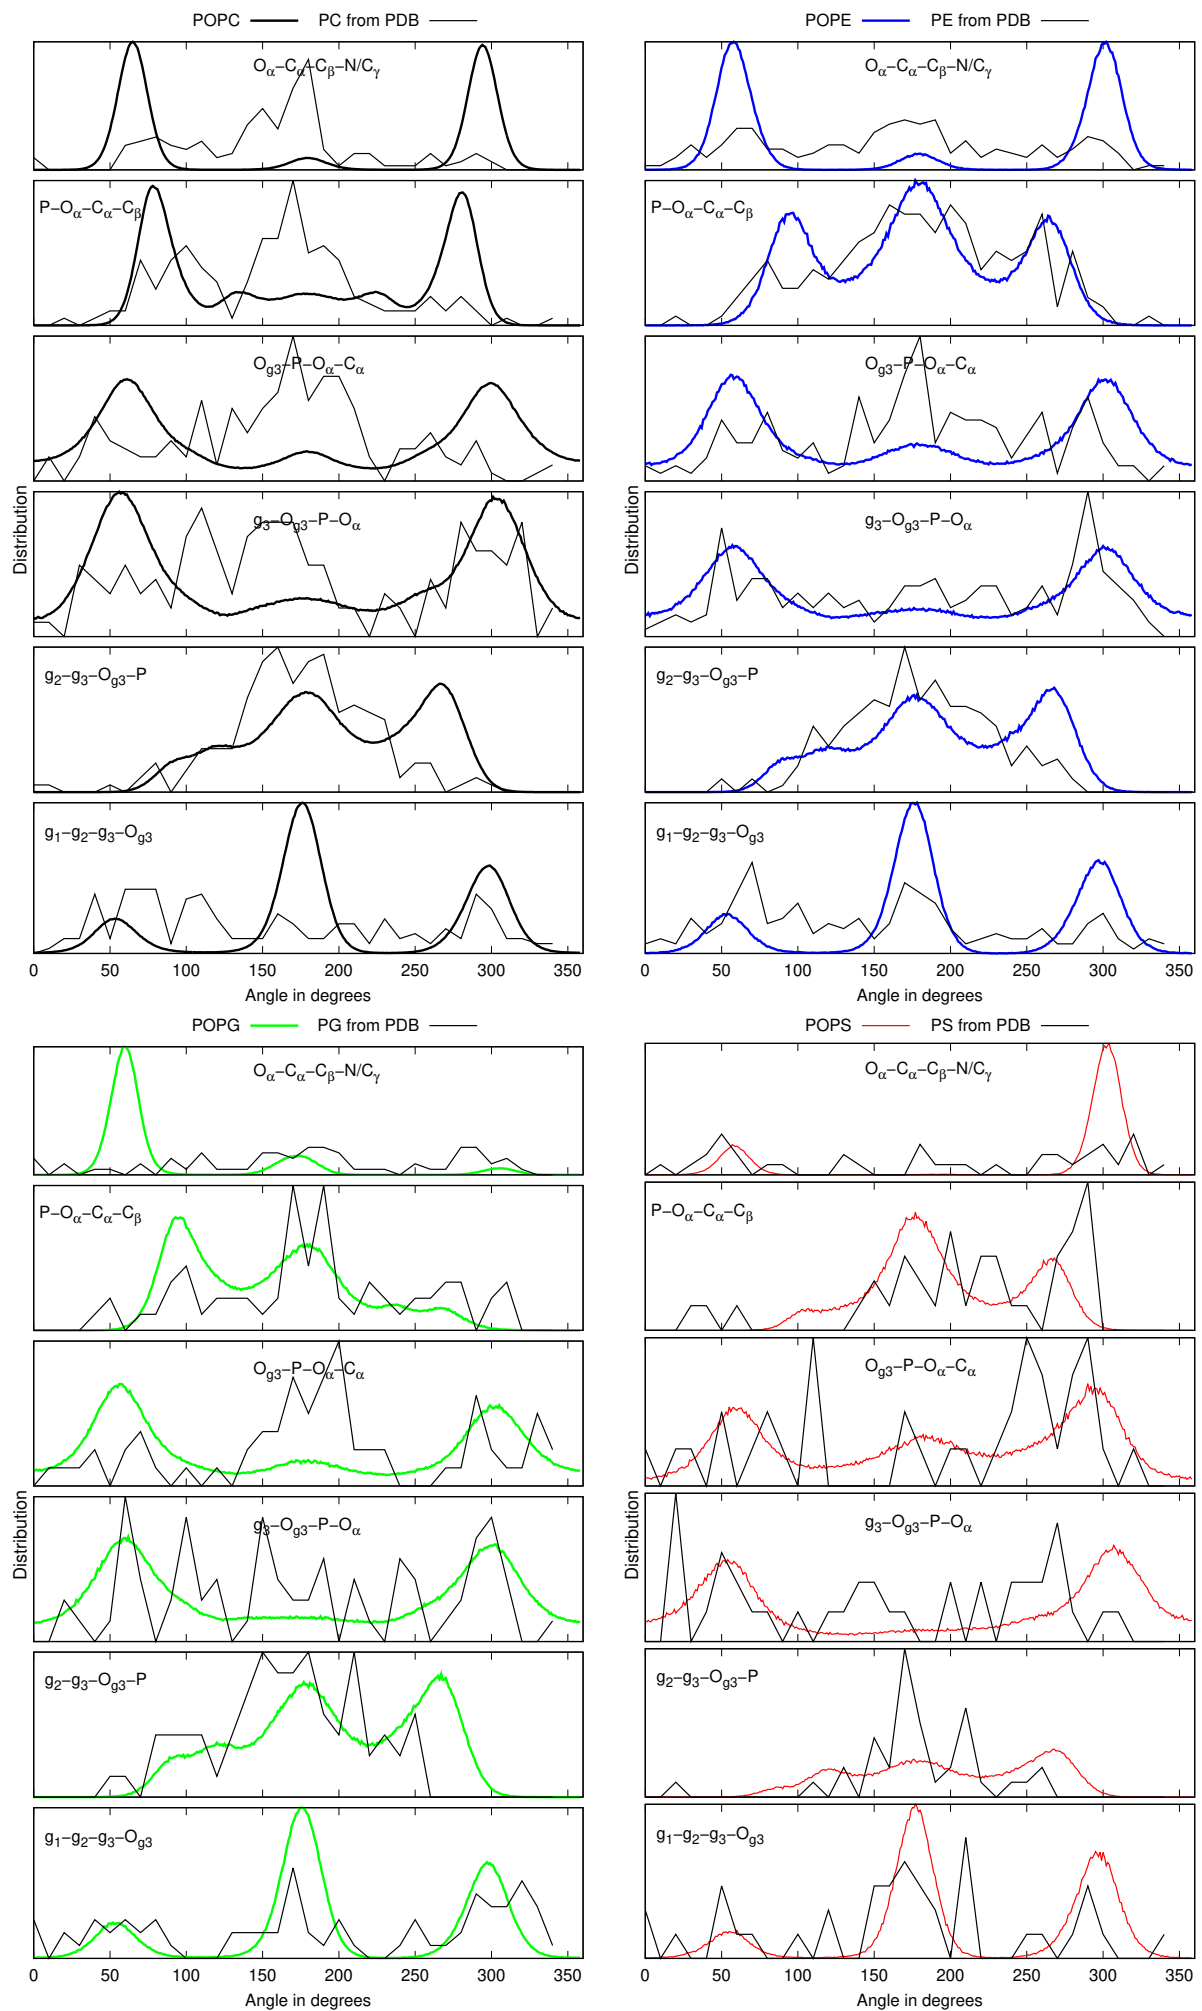 POPC PC from PDB
Oα–Cα–Cβ–N/Cγ
P–Oα–Cα–Cβ
Og3–P–Oα–Cα
g3–Og3–P–Oα
g2–g3–Og3–P
g1–g2–g3–Og3
Distribution
0 50 100 150 200 250 300 350
Angle in degrees
POPE PE from PDB
Oα–Cα–Cβ–N/Cγ
P–Oα–Cα–Cβ
Og3–P–Oα–Cα
g3–Og3–P–Oα
g2–g3–Og3–P
g1–g2–g3–Og3
0 50 100 150 200 250 300 350
Angle in degrees
POPG PG from PDB
Oα–Cα–Cβ–N/Cγ
P–Oα–Cα–Cβ
Og3–P–Oα–Cα
g3–Og3–P–Oα
g2–g3–Og3–P
g1–g2–g3–Og3
Distribution
0 50 100 150 200 250 300 350
Angle in degrees
POPS PS from PDB
Oα–Cα–Cβ–N/Cγ
P–Oα–Cα–Cβ
Og3–P–Oα–Cα
g3–Og3–P–Oα
g2–g3–Og3–P
g1–g2–g3–Og3
Distribution
0 50 100 150 200 250 300 350
Angle in degrees
Distribution